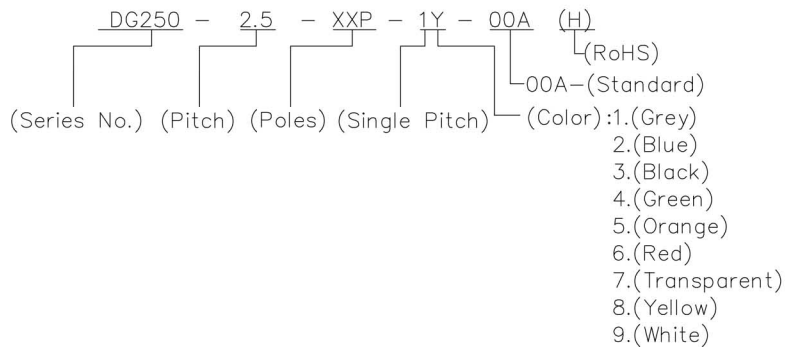 DG250 - 2.5 - XXP - 1Y - 00A (H)
(RoHS)
00A-(Standard)
(Series No.) (Pitch) (Poles) (Single Pitch) (Color):1.(Grey)
2.(Blue)
3.(Black)
4.(Green)
5.(Orange)
6.(Red)
7.(Transparent)
8.(Yellow)
9.(White)